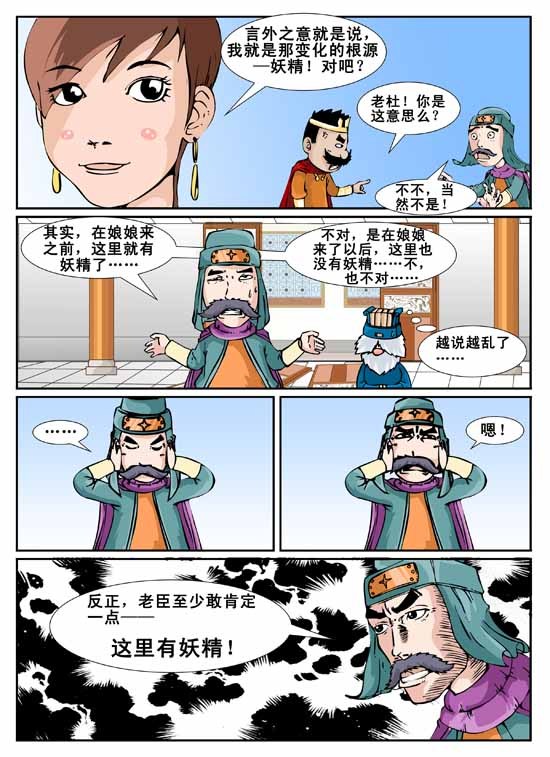 言外之意就是说，
我就是那变化的根源
—妖精！对吧？
老杜！你是
这意思么？
不不，当
然不是！
其实，在娘娘来
之前，这里就有
妖精了……
不对，是在娘娘
来了以后，这里也
没有妖精……不，
也不对……
越说越乱了
……
……
嗯！
反正，老臣至少敢肯定
一点——
这里有妖精！